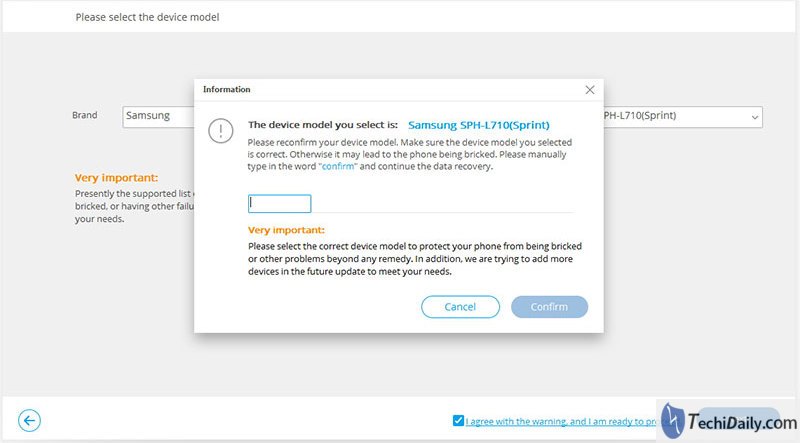 Please select the device model
Information
Brand
Samsung
PH-L710(Sprint)
The device model you select is: Samsung SPH-L710(Sprint)
Please reconfirm your device model. Make sure the device model you selected
is correct. Otherwise it may lead to the phone being bricked. Please manually
type in the word "confirm" and continue the data recovery.
Very important:
Presently the supported list
bricked, or having other failu
your needs.
Very important:
Please select the correct device model to protect your phone from being bricked
or other problems beyond any remedy. In addition, we are trying to add more
devices in the future update to meet your needs.
Cancel
Confirm
I agree with the warning, and I am ready to pro
TechiDaily.com